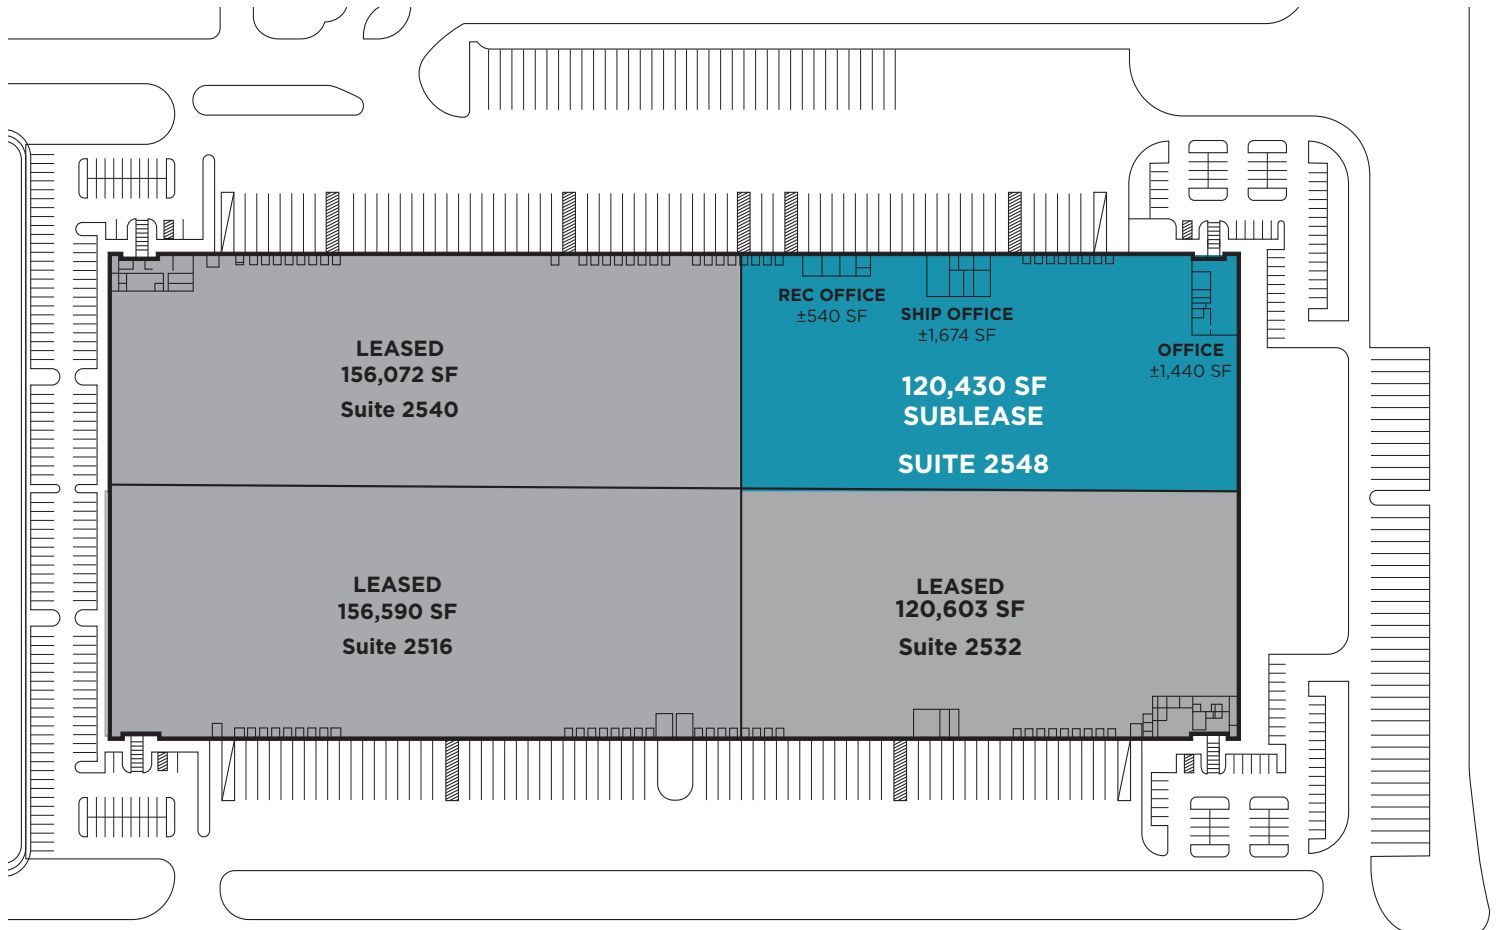 LEASED
156,072 SF
Suite 2540
REC OFFICE
±540 SF
SHIP OFFICE
±1,674 SF
OFFICE
±1,440 SF
120,430 SF
SUBLEASE
SUITE 2548
LEASED
156,590 SF
Suite 2516
LEASED
120,603 SF
Suite 2532